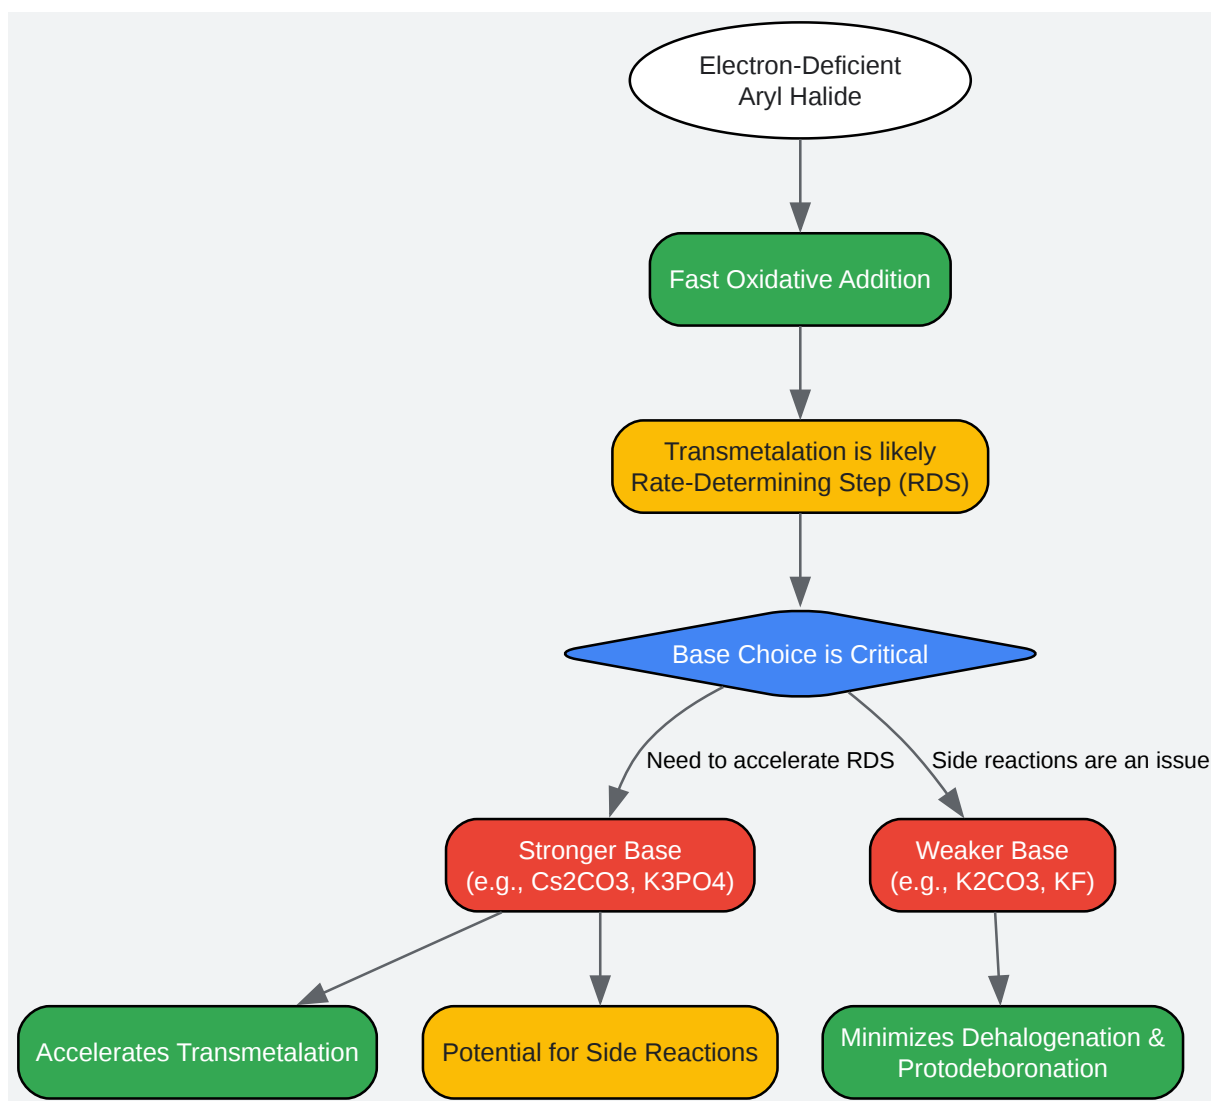 Electron-Deficient
Aryl Halide
Fast Oxidative Addition
Transmetalation is likely
Rate-Determining Step (RDS)
Base Choice is Critical
Need to accelerate RDS
Side reactions are an issue
Stronger Base
(e.g., Cs2CO3, K3PO4)
Weaker Base
(e.g., K2CO3, KF)
Accelerates Transmetalation
Potential for Side Reactions
Minimizes Dehalogenation &
Protodeboronation